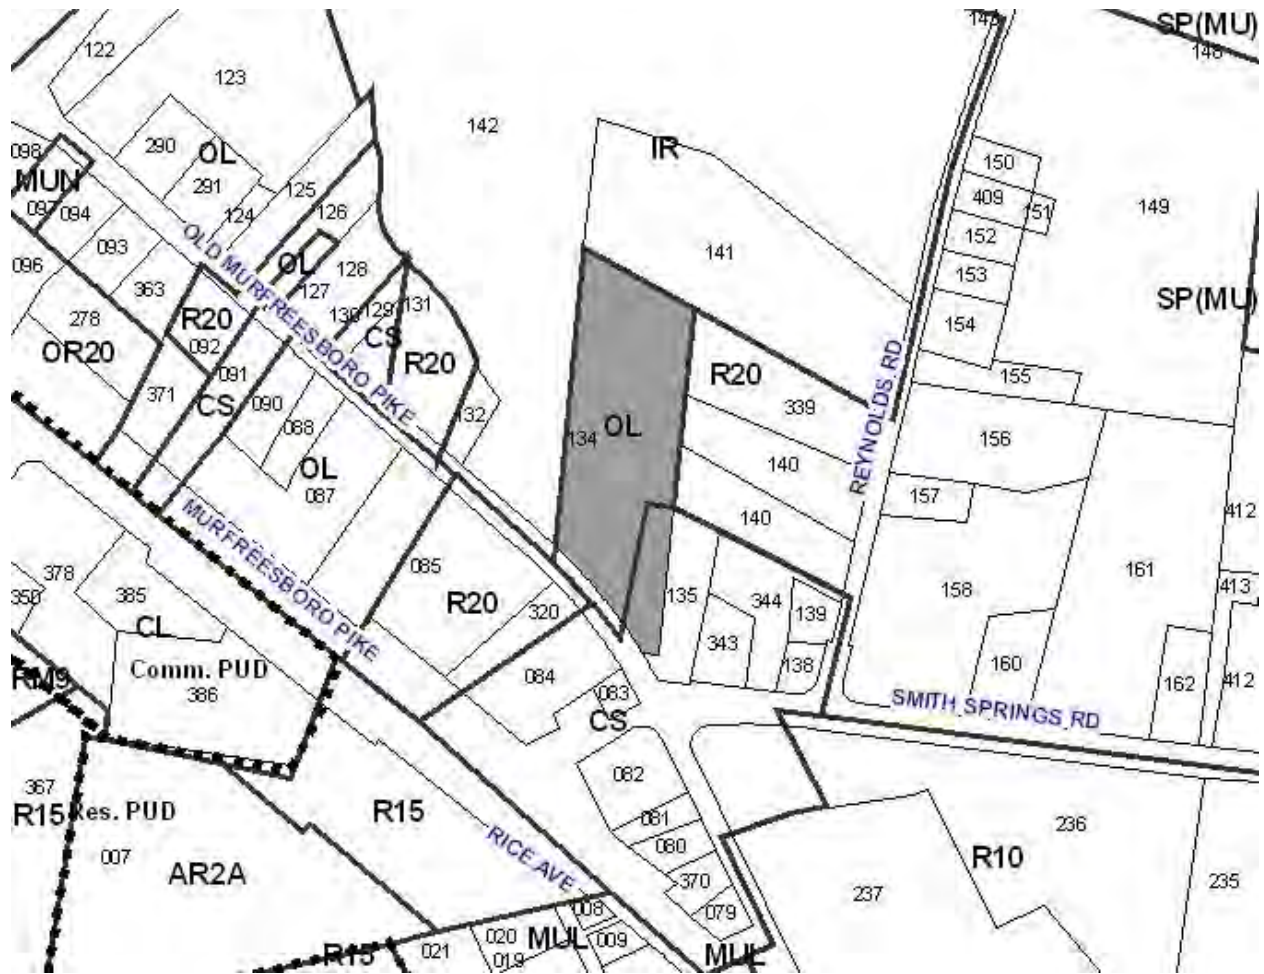 143
SP(MU)
148
122
123
142
098
290
OL
IR
150
MUN
291
125
409
151
149
097
094
124
126
152
093
OLD MURFREESBORO PIKE
141
096
OL
128
153
363
127
SP(MU)
278
R20
130
129
131
154
092
CS
OR20
R20
REYNOLDS RD
091
R20
155
371
CS
090
339
088
132
134
OL
156
OL
140
087
157
MURFREESBORO PIKE
140
412
378
085
161
385
135
344
158
413
350
R20
320
139
CL
343
Comm. PUD
138
160
RM9
386
084
083
162
412
CS
SMITH SPRINGS RD
082
367
R15
Res. PUD
R15
081
236
007
RICE AVE
080
R10
AR2A
370
237
235
008
079
020
MUL
009
R15
021
019
MUL